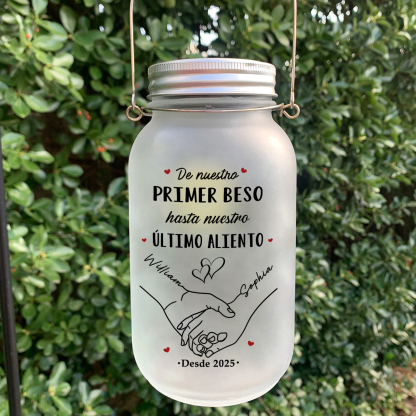 De nuestro
PRIMER BESO
hasta nuestro
ÚLTIMO ALIENTO
William
Sophia
·Desde 2025·